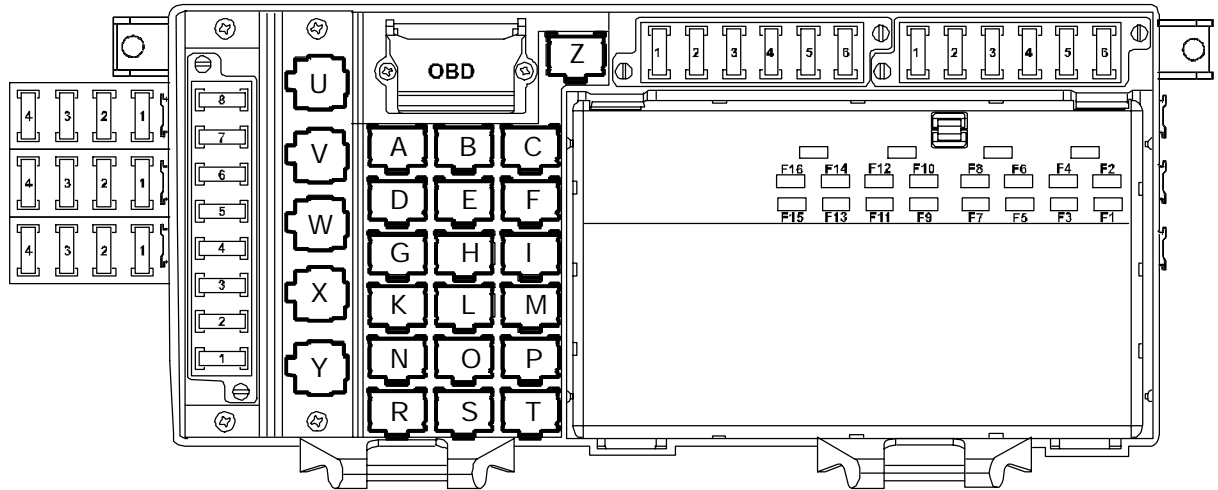 OBD
Z
1 2 3 4 5 6
1 2 3 4 5 6
4 3 2 1
4 3 2 1
4 3 2 1
8
7
6
5
4
3
2
1
U
V
W
X
Y
A B C
D E F
G H I
K L M
N O P
R S T
F16 F14 F12 F10 F8 F6 F4 F2
F15 F13 F11 F9 F7 F5 F3 F1